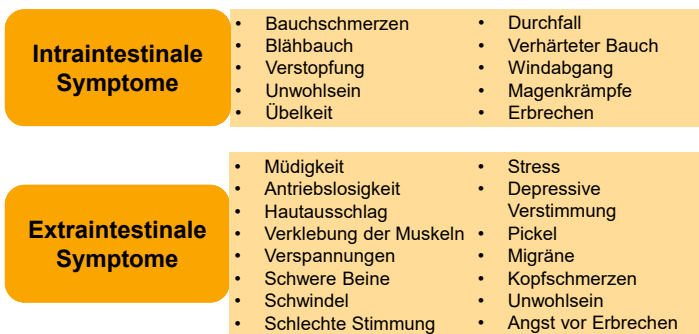 Intraintestinale
Symptome
• Bauchschmerzen
• Blähbauch
• Verstopfung
• Unwohlsein
• Übelkeit
• Durchfall
• Verhärteter Bauch
• Windabgang
• Magenkrämpfe
• Erbrechen
Extraintestinale
Symptome
• Müdigkeit
• Antriebslosigkeit
• Hautausschlag
• Verklebung der Muskeln
• Verspannungen
• Schwere Beine
• Schwindel
• Schlechte Stimmung
• Stress
• Depressive
Verstimmung
• Pickel
• Migräne
• Kopfschmerzen
• Unwohlsein
• Angst vor Erbrechen